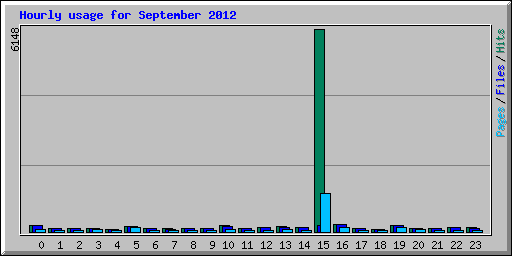 Hourly usage for September 2012
6148
Pages/Files/Hits
0 1 2 3 4 5 6 7 8 9 10 11 12 13 14 15 16 17 18 19 20 21 22 23